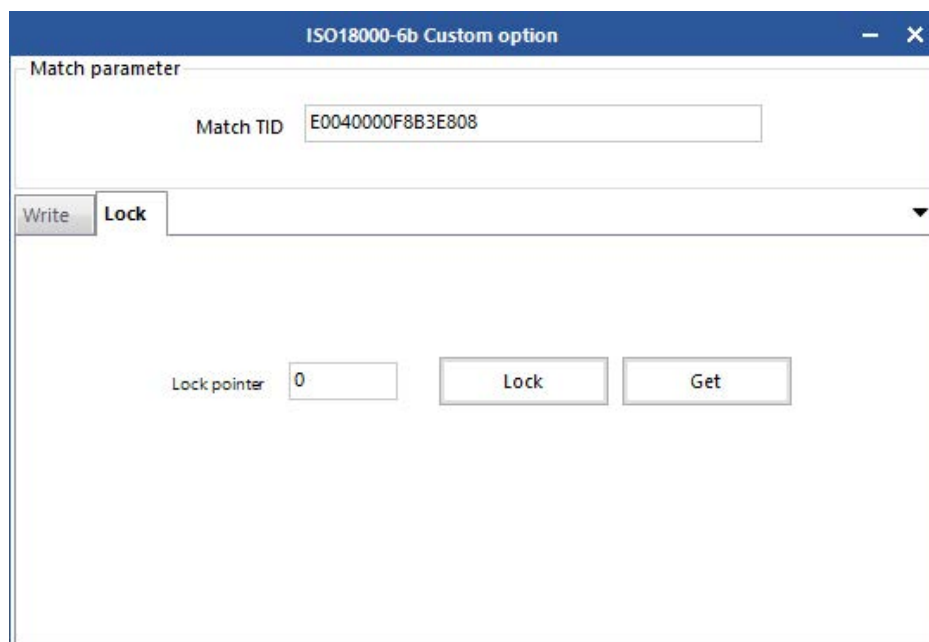 ISO18000-6b Custom option
Match parameter
Match TID E0040000F8B3E808
Write Lock
Lock pointer 0 Lock Get